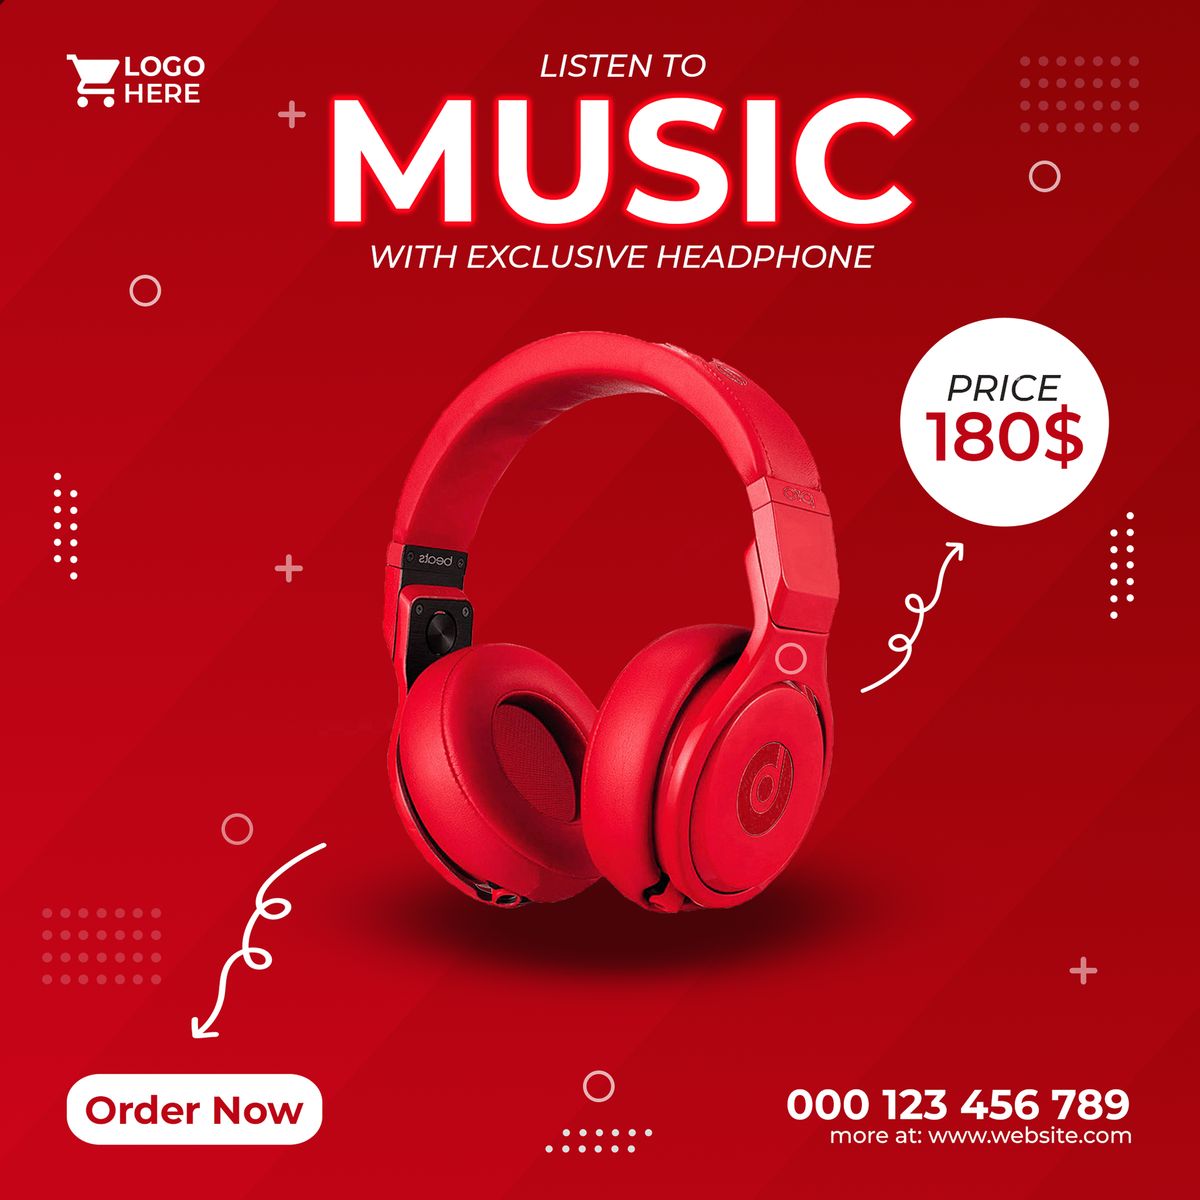 LOGO
HERE
LISTEN TO
MUSIC
WITH EXCLUSIVE HEADPHONE
PRICE
180$
beats
b
Order Now
000 123 456 789
more at: www.website.com